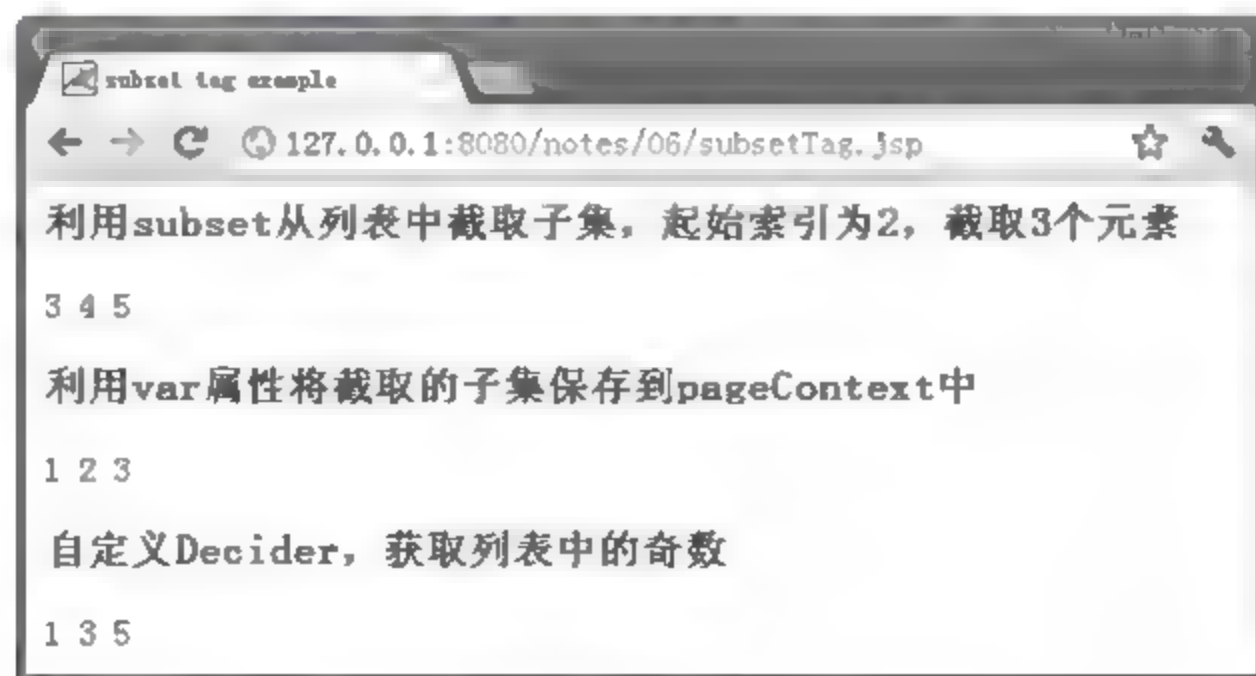 subset tag example
127.0.0.1:8080/notes/06/subsetTag.jsp
利用subset从列表中截取子集，起始索引为2，截取3个元素
3 4 5
利用var属性将截取的子集保存到pageContext中
1 2 3
自定义Decider，获取列表中的奇数
1 3 5